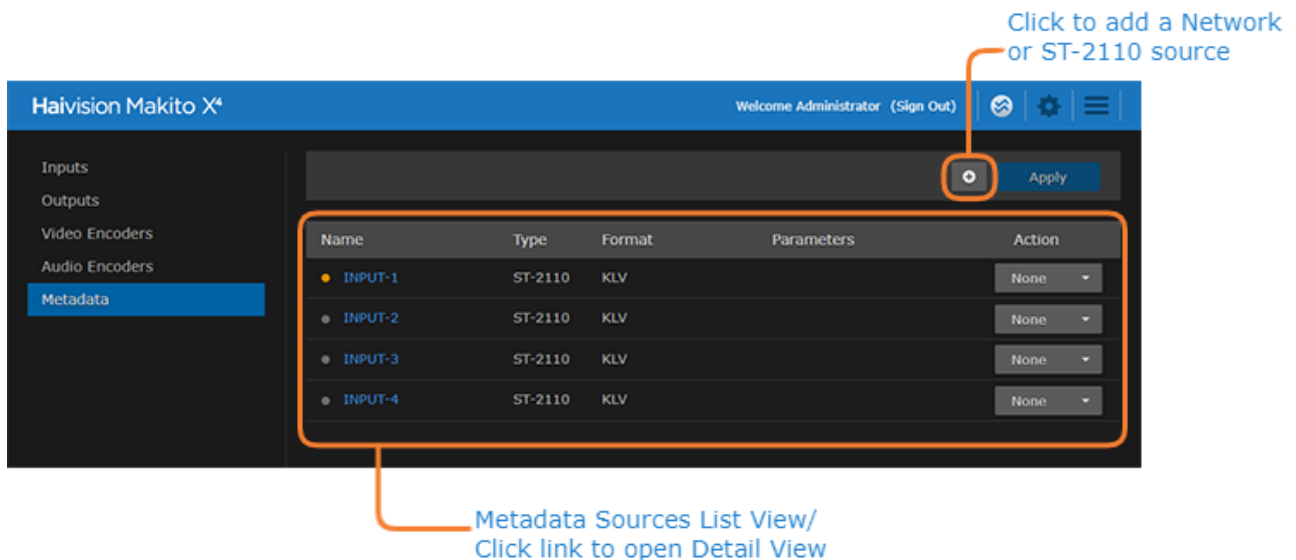 Click to add a Network
or ST-2110 source
Haivision Makito X⁴
Welcome Administrator (Sign Out)
Inputs
Outputs
Video Encoders
Audio Encoders
Metadata
Apply
Name Type Format Parameters Action
INPUT-1 ST-2110 KLV None
INPUT-2 ST-2110 KLV None
INPUT-3 ST-2110 KLV None
INPUT-4 ST-2110 KLV None
Metadata Sources List View/
Click link to open Detail View